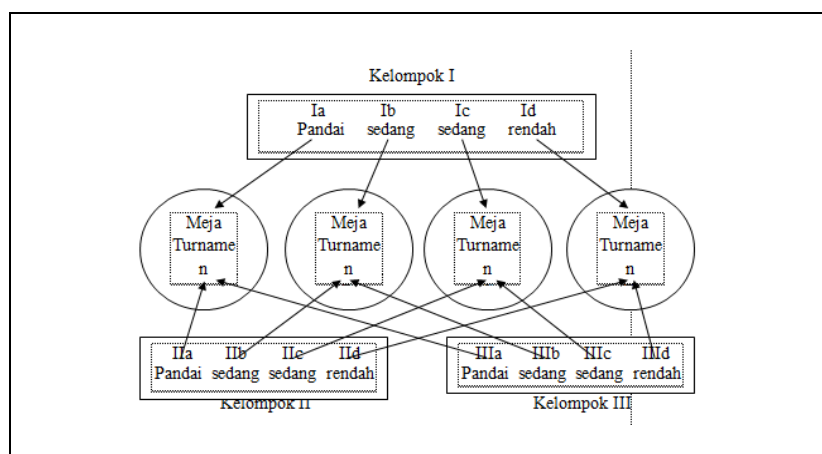 Kelompok I
Ia Ib Ic Id
Pandai sedang sedang rendah
Meja Meja Meja Meja
Turname Turname Turname Turname
n n n n
IIa IIb IIc IId IIIa IIIb IIIc IIId
Pandai sedang sedang rendah Pandai sedang sedang rendah
Kelompok II Kelompok III